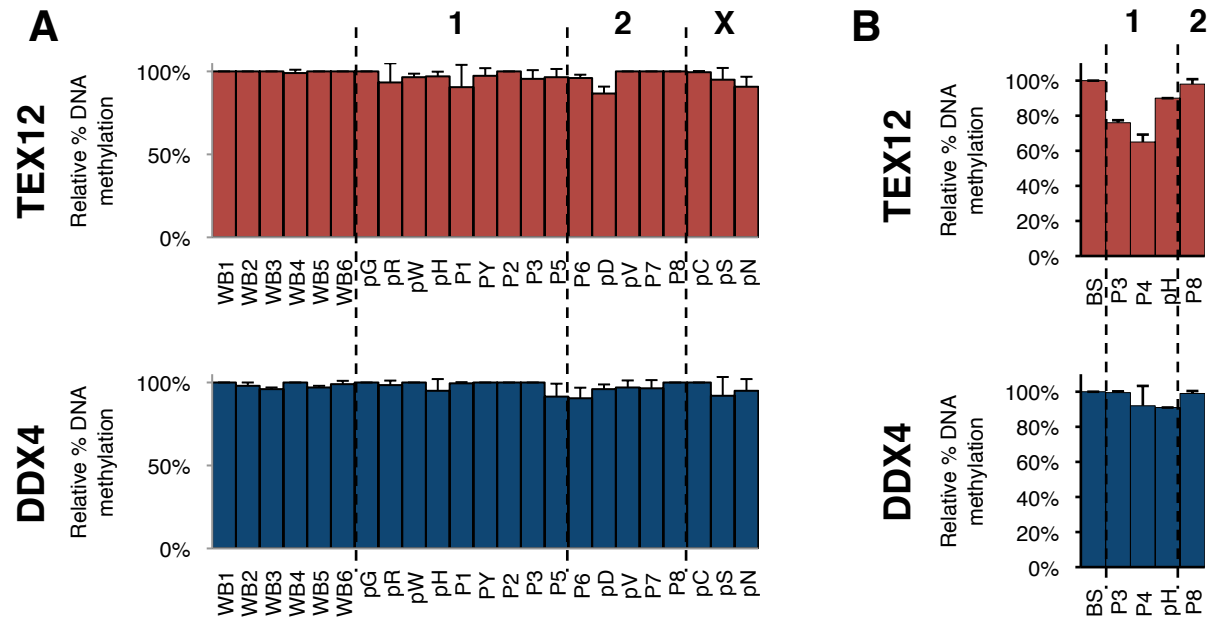 A
1
2
X
TEX12
Relative % DNA
methylation
100%
50%
0%
WB1
WB2
WB3
WB4
WB5
WB6
pG
pR
pW
pH
P1
PY
P2
P3
P5
P6
pD
pV
P7
P8
pC
pS
pN
DDX4
Relative % DNA
methylation
100%
50%
0%
WB1
WB2
WB3
WB4
WB5
WB6
pG
pR
pW
pH
P1
PY
P2
P3
P5
P6
pD
pV
P7
P8
pC
pS
pN
B
1
2
TEX12
Relative % DNA
methylation
100%
80%
60%
40%
20%
0%
BS
P3
P4
pH
P8
DDX4
Relative % DNA
methylation
100%
80%
60%
40%
20%
0%
BS
P3
P4
pH
P8